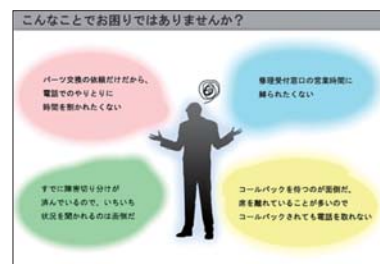 こんなことでお困りではありませんか？
パーツ交換の依頼だけだから、
電話でのやりとりに
時間を割かれたくない
修理受付窓口の営業時間に
縛られたくない
すでに障害切り分けが
済んでいるので、いちいち
状況を聞かれるのは面倒だ
コールバックを待つのが面倒だ。
席を離れていることが多いので
コールバックされても電話を取れない